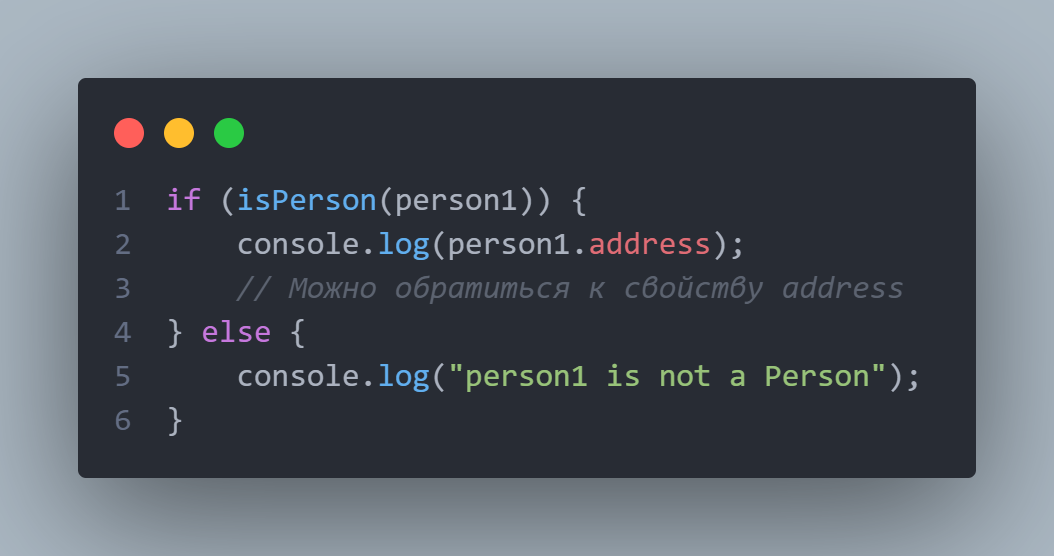 1 if (isPerson(person1)) {
2     console.log(person1.address);
3     // Можно обратиться к свойству address
4 } else {
5     console.log("person1 is not a Person");
6 }